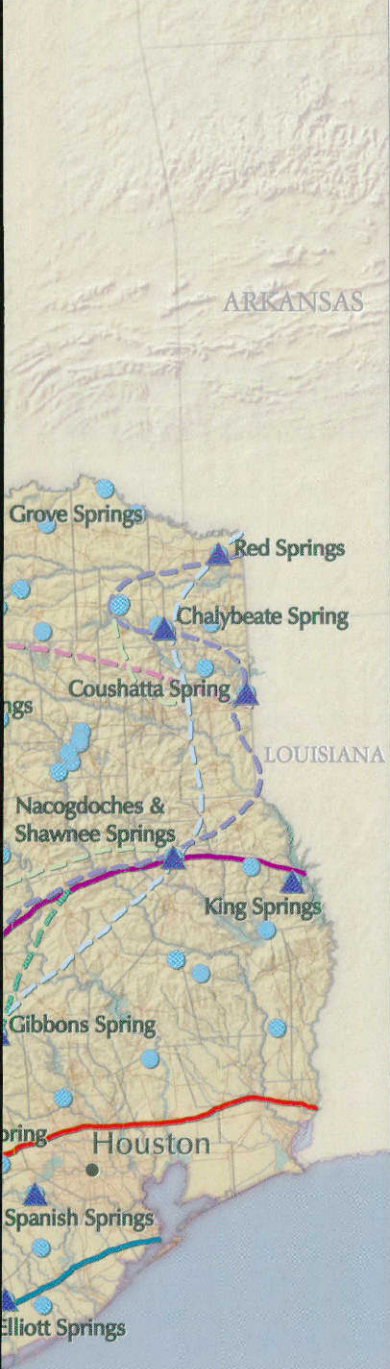 ARKANSAS
Grove Springs
Red Springs
Chalybeate Spring
Coushatta Spring
ngs
LOUISIANA
Nacogdoches &
Shawnee Springs
King Springs
Gibbons Spring
pring
Houston
Spanish Springs
Elliott Springs